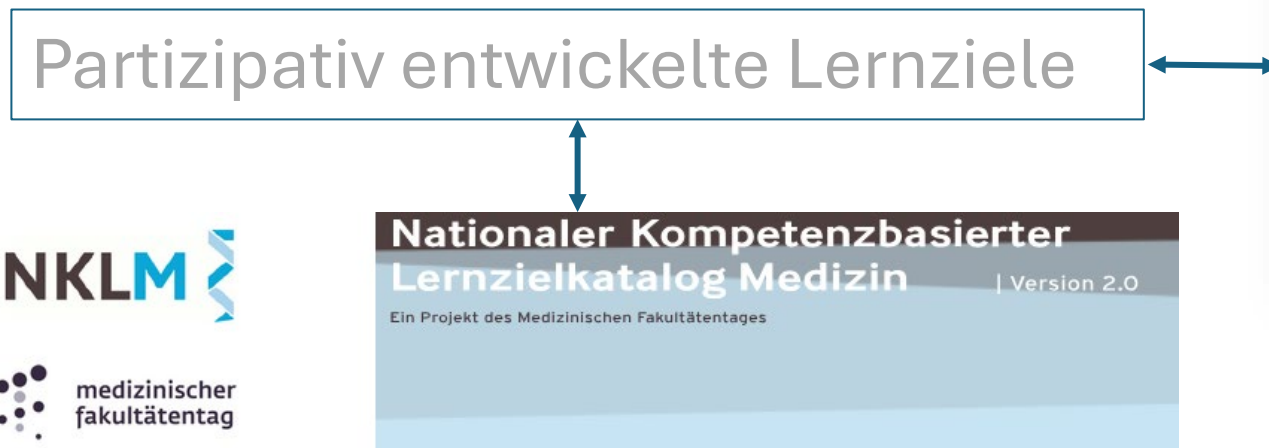 Partizipativ entwickelte Lernziele
NKLM
Nationaler Kompetenzbasierter
Lernzielkatalog Medizin | Version 2.0
Ein Projekt des Medizinischen Fakultätentages
medizinischer
fakultätentag